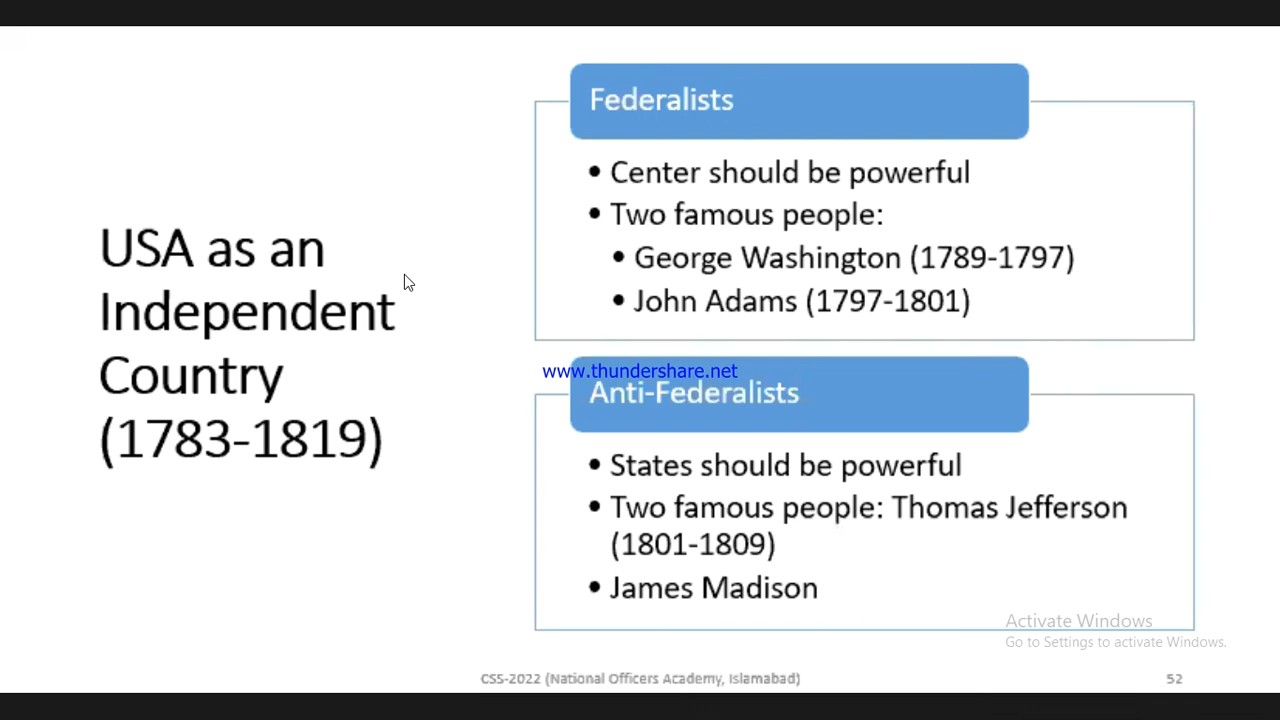 USA as an
Independent
Country
(1783-1819)
Federalists
• Center should be powerful
• Two famous people:
• George Washington (1789-1797)
• John Adams (1797-1801)
www.thundershare.net
Anti-Federalists
• States should be powerful
• Two famous people: Thomas Jefferson
(1801-1809)
• James Madison
Activate Windows
Go to Settings to activate Windows.
CSS-2022 (National Officers Academy, Islamabad)
52